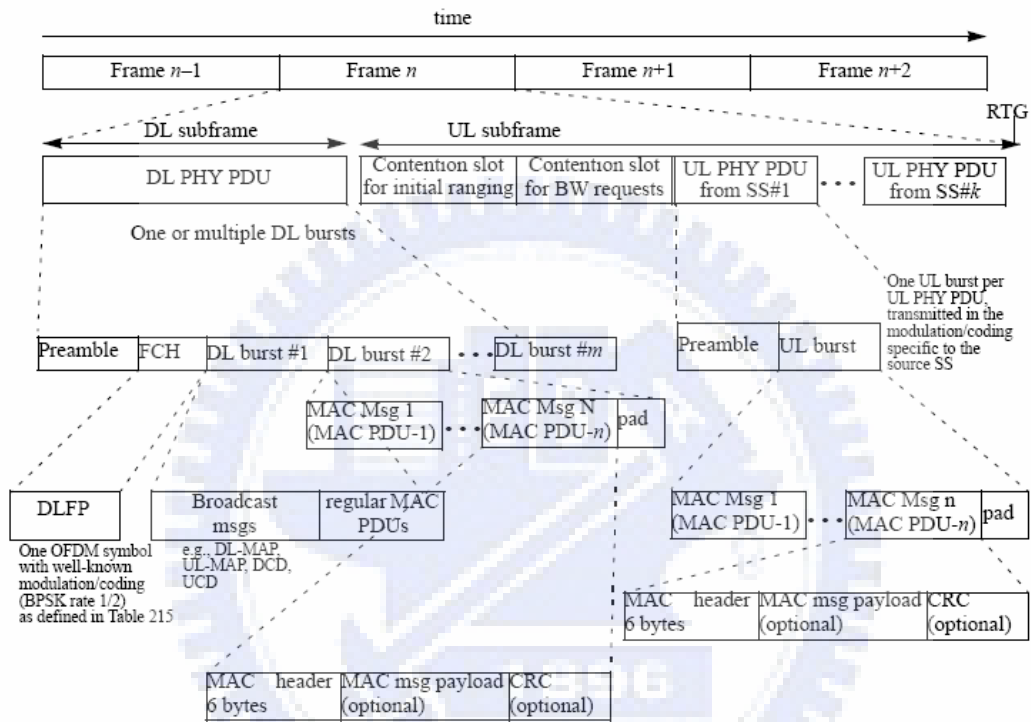 time
Frame n–1 Frame n Frame n+1 Frame n+2
RTG
DL subframe UL subframe
DL PHY PDU
Contention slot
for initial ranging
Contention slot
for BW requests
UL PHY PDU
from SS#1
• • •
UL PHY PDU
from SS#k
One or multiple DL bursts
One UL burst per
UL PHY PDU,
transmitted in the
modulation/coding
specific to the
source SS
Preamble FCH DL burst #1 DL burst #2 • • • DL burst #m
Preamble UL burst
MAC Msg 1
(MAC PDU-1)
• • •
MAC Msg N
(MAC PDU-n)
pad
DLFP
Broadcast
msgs
regular MAC
PDUs
MAC Msg 1
(MAC PDU-1)
• • •
MAC Msg n
(MAC PDU-n)
pad
One OFDM symbol
with well-known
modulation/coding
(BPSK rate 1/2)
as defined in Table 215
e.g., DL-MAP,
UL-MAP, DCD,
UCD
MAC header
6 bytes
MAC msg payload
(optional)
CRC
(optional)
MAC header
6 bytes
MAC msg payload
(optional)
CRC
(optional)
1996